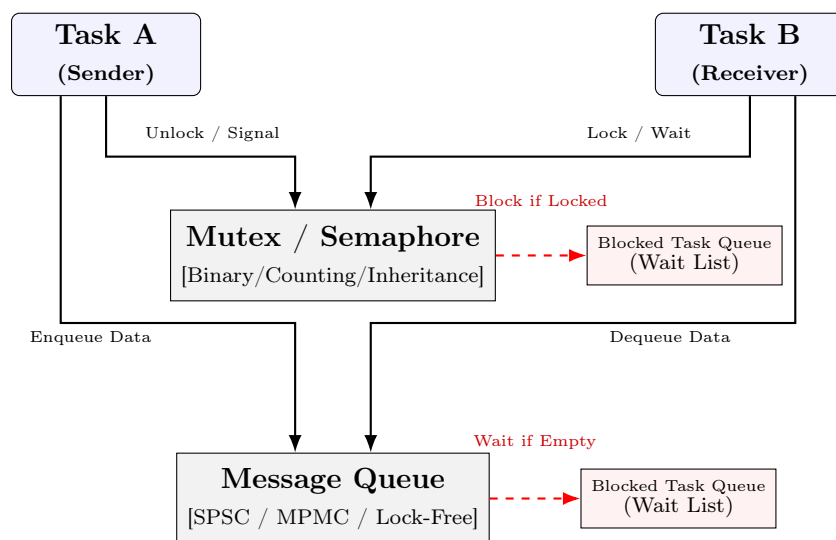 Task A
(Sender)
Task B
(Receiver)
Unlock / Signal
Lock / Wait
Block if Locked
Mutex / Semaphore
[Binary/Counting/Inheritance]
Blocked Task Queue
(Wait List)
Enqueue Data
Dequeue Data
Wait if Empty
Message Queue
[SPSC / MPMC / Lock-Free]
Blocked Task Queue
(Wait List)